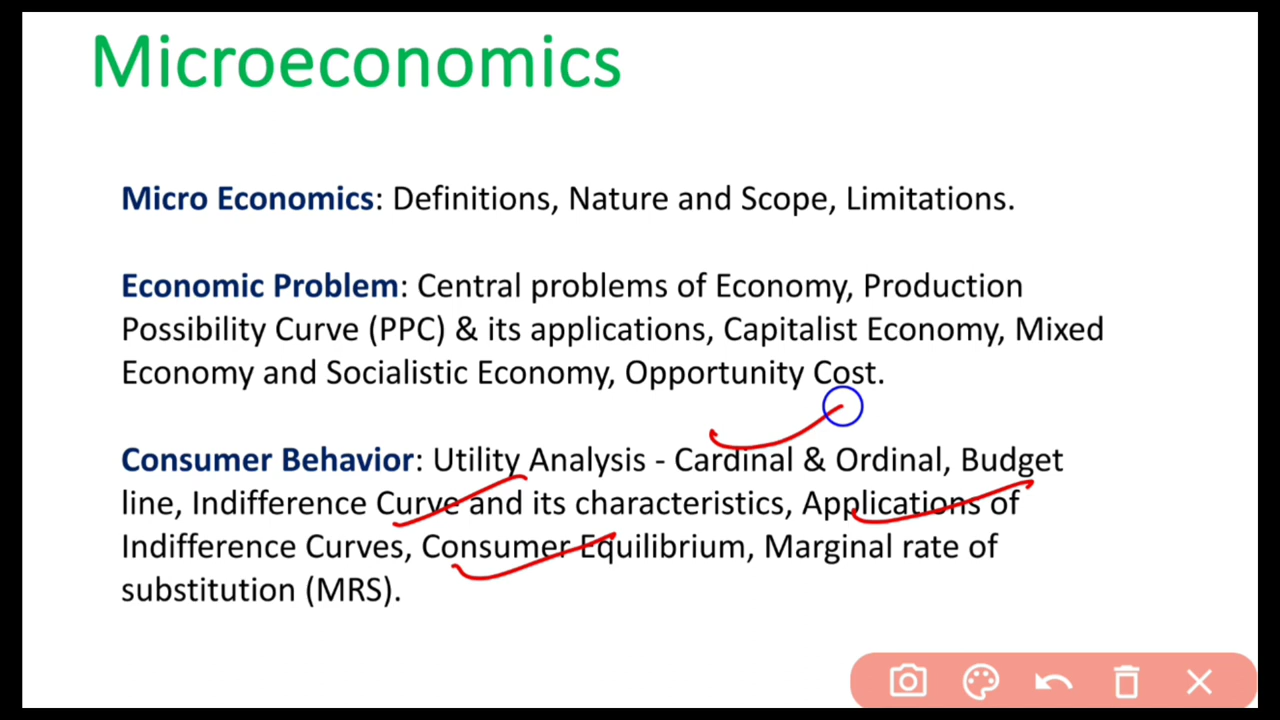 Microeconomics
Micro Economics: Definitions, Nature and Scope, Limitations.
Economic Problem: Central problems of Economy, Production
Possibility Curve (PPC) & its applications, Capitalist Economy, Mixed
Economy and Socialistic Economy, Opportunity Cost.
Consumer Behavior: Utility Analysis - Cardinal & Ordinal, Budget
line, Indifference Curve and its characteristics, Applications of
Indifference Curves, Consumer Equilibrium, Marginal rate of
substitution (MRS).